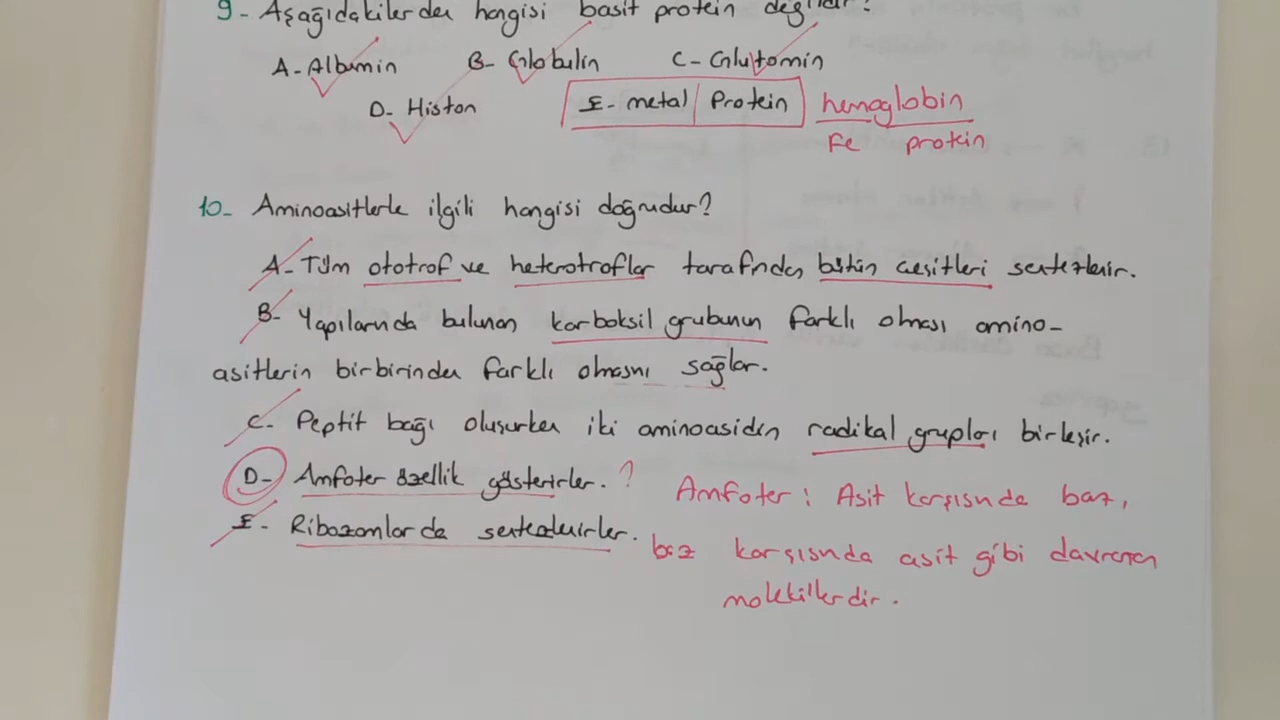 9- Aşağıdakilerden hangisi basit protein değildir?
A- Albumin B- Globulin C- Glutomin
D- Histon E- metal Protein hemoglobin
Fe protein
10- Aminoasitlerle ilgili hangisi doğrudur?
A- Tüm ototrof ve heterotroflar tarafından bütün çeşitleri sentezlenir.
B- Yapılarında bulunan karboksil grubunun farklı olması amino-
asitlerin birbirinden farklı olmasını sağlar.
C- Peptit bağı oluşurken iki aminoasidin radikal grupları birleşir.
D- Amfoter özellik gösterirler. ? Amfoter : Asit karşısında baz,
E- Ribozomlarda sentezlenirler. baz karşısında asit gibi davranan
moleküllerdir.